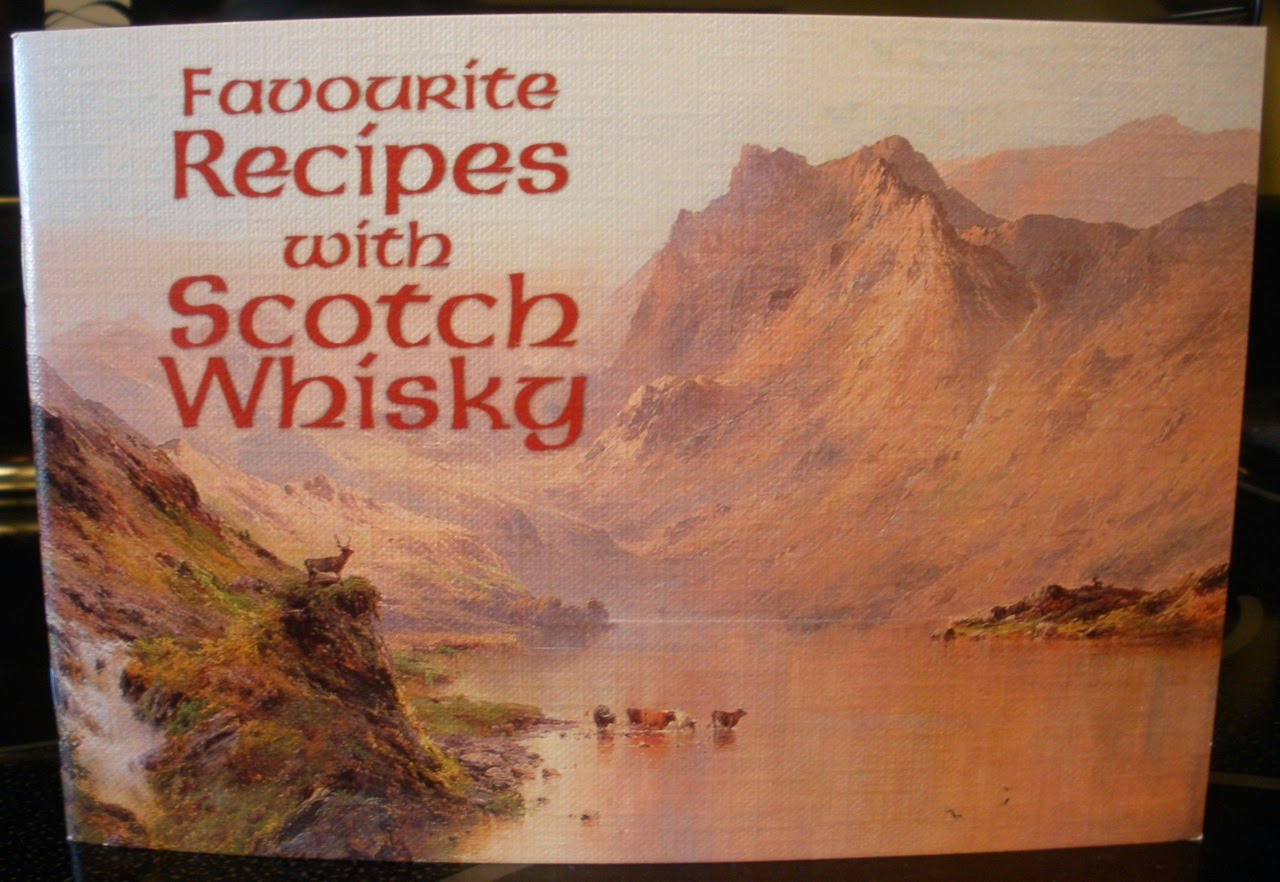 Favourite
Recipes
with
Scotch
Whisky